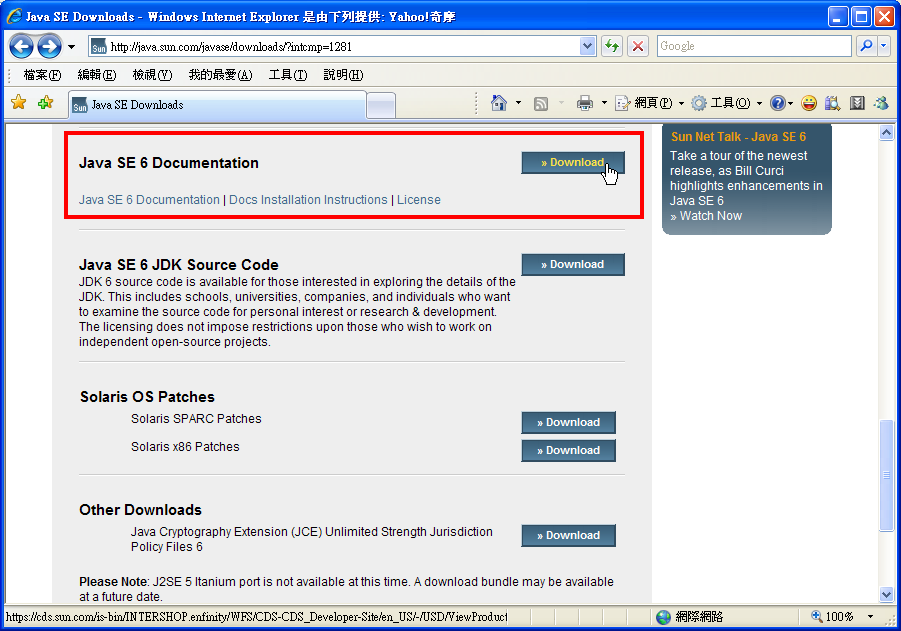 Java SE Downloads - Windows Internet Explorer 是由下列提供: Yahoo!奇摩
Sun http://java.sun.com/javase/downloads/?intcmp=1281 Google
檔案(F) 編輯(E) 檢視(V) 我的最愛(A) 工具(T) 說明(H)
Sun Java SE Downloads 網頁(P) 工具(O)
Java SE 6 Documentation
» Download
Java SE 6 Documentation | Docs Installation Instructions | License
Sun Net Talk - Java SE 6
Take a tour of the newest
release, as Bill Curci
highlights enhancements in
Java SE 6
» Watch Now
Java SE 6 JDK Source Code
» Download
JDK 6 source code is available for those interested in exploring the details of the
JDK. This includes schools, universities, companies, and individuals who want
to examine the source code for personal interest or research & development.
The licensing does not impose restrictions upon those who wish to work on
independent open-source projects.
Solaris OS Patches
Solaris SPARC Patches
» Download
Solaris x86 Patches
» Download
Other Downloads
Java Cryptography Extension (JCE) Unlimited Strength Jurisdiction
Policy Files 6
» Download
Please Note: J2SE 5 Itanium port is not available at this time. A download bundle may be available
at a future date.
https://cds.sun.com/is-bin/INTERSHOP.enfinity/WFS/CDS-CDS_Developer-Site/en_US/-/USD/ViewProduct 網際網路 100%